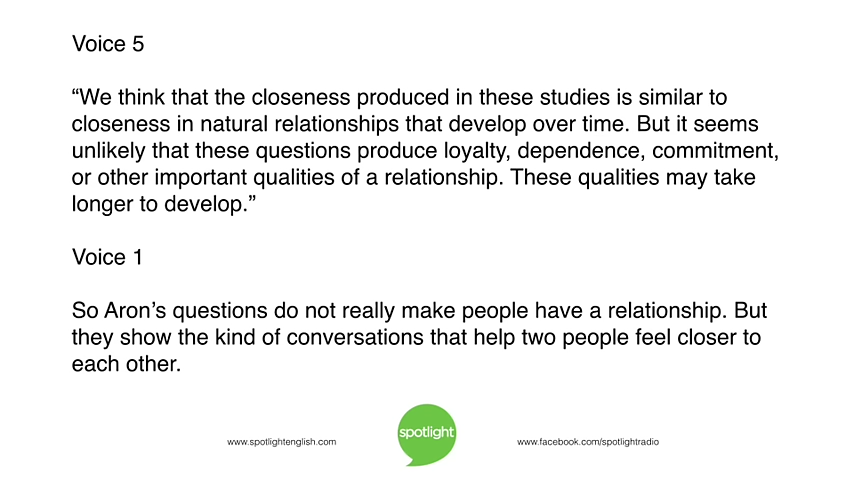 Voice 5
“We think that the closeness produced in these studies is similar to
closeness in natural relationships that develop over time. But it seems
unlikely that these questions produce loyalty, dependence, commitment,
or other important qualities of a relationship. These qualities may take
longer to develop.”
Voice 1
So Aron’s questions do not really make people have a relationship. But
they show the kind of conversations that help two people feel closer to
each other.
www.spotlightenglish.com
spotlight
www.facebook.com/spotlightradio